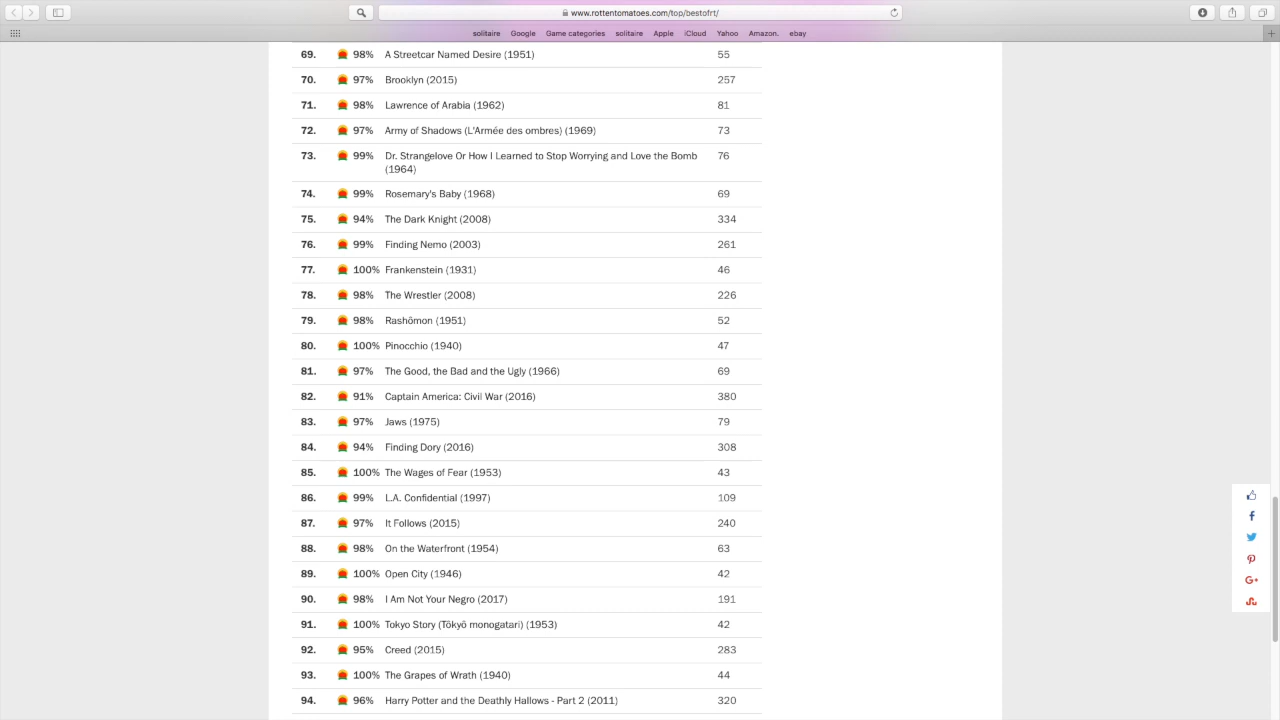 www.rottentomatoes.com/top/bestofrt/
solitaire Google Game categories solitaire Apple iCloud Yahoo Amazon. ebay
69. 98% A Streetcar Named Desire (1951) 55
70. 97% Brooklyn (2015) 257
71. 98% Lawrence of Arabia (1962) 81
72. 97% Army of Shadows (L'Armée des ombres) (1969) 73
73. 99% Dr. Strangelove Or How I Learned to Stop Worrying and Love the Bomb 76
(1964)
74. 99% Rosemary's Baby (1968) 69
75. 94% The Dark Knight (2008) 334
76. 99% Finding Nemo (2003) 261
77. 100% Frankenstein (1931) 46
78. 98% The Wrestler (2008) 226
79. 98% Rashômon (1951) 52
80. 100% Pinocchio (1940) 47
81. 97% The Good, the Bad and the Ugly (1966) 69
82. 91% Captain America: Civil War (2016) 380
83. 97% Jaws (1975) 79
84. 94% Finding Dory (2016) 308
85. 100% The Wages of Fear (1953) 43
86. 99% L.A. Confidential (1997) 109
87. 97% It Follows (2015) 240
88. 98% On the Waterfront (1954) 63
89. 100% Open City (1946) 42
90. 98% I Am Not Your Negro (2017) 191
91. 100% Tokyo Story (Tôkyô monogatari) (1953) 42
92. 95% Creed (2015) 283
93. 100% The Grapes of Wrath (1940) 44
94. 96% Harry Potter and the Deathly Hallows - Part 2 (2011) 320